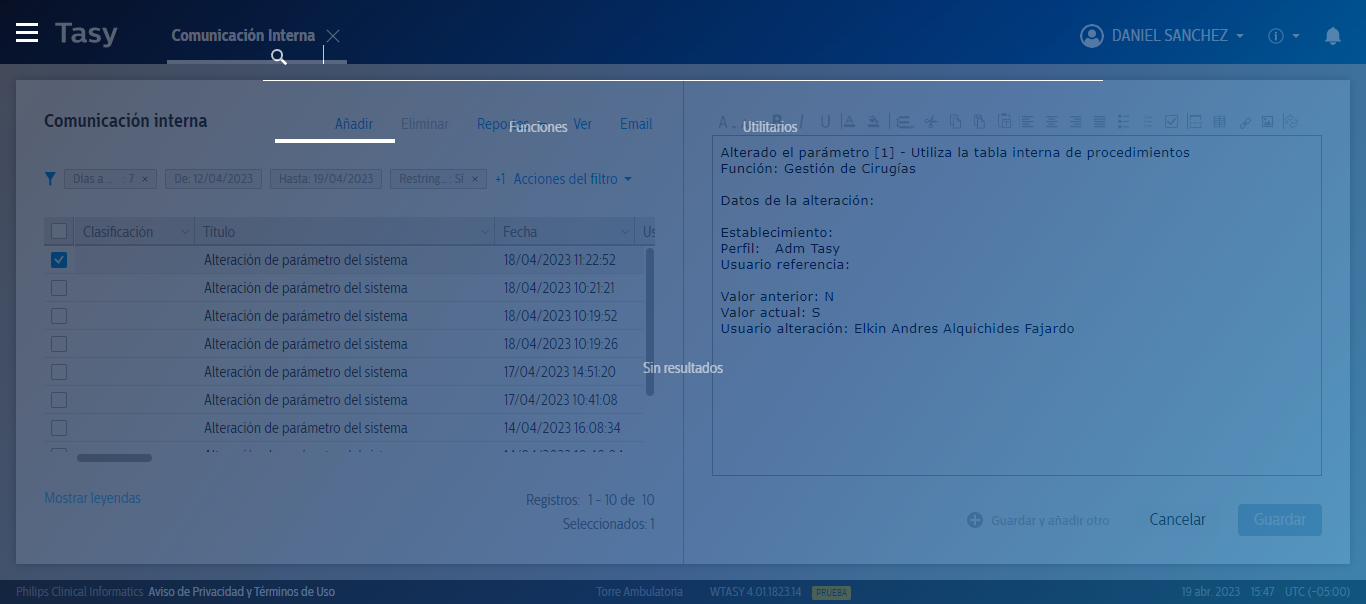 Tasy
Comunicación Interna
DANIEL SANCHEZ
Comunicación interna
Añadir Eliminar Ver Email
Funciones
Utilitarios
Días a... : 7 × De: 12/04/2023 Hasta: 19/04/2023 Restring... : Sí × +1 Acciones del filtro
Clasificación Título Fecha Us
Alteración de parámetro del sistema 18/04/2023 11:22:52
Alteración de parámetro del sistema 18/04/2023 10:21:21
Alteración de parámetro del sistema 18/04/2023 10:19:52
Alteración de parámetro del sistema 18/04/2023 10:19:26
Alteración de parámetro del sistema 17/04/2023 14:51:20
Alteración de parámetro del sistema 17/04/2023 10:41:08
Alteración de parámetro del sistema 14/04/2023 16:08:34
Mostrar leyendas
Registros: 1 - 10 de 10
Seleccionados: 1
Sin resultados
Alterado el parámetro [1] - Utiliza la tabla interna de procedimientos
Función: Gestión de Cirugías
Datos de la alteración:
Establecimiento:
Perfil: Adm Tasy
Usuario referencia:
Valor anterior: N
Valor actual: S
Usuario alteración: Elkin Andres Alquichides Fajardo
Guardar y añadir otro Cancelar Guardar
Philips Clinical Informatics Aviso de Privacidad y Términos de Uso Torre Ambulatoria WTASY 4.01.1823.14 PRUEBA 19 abr. 2023 15:47 UTC (-05:00)